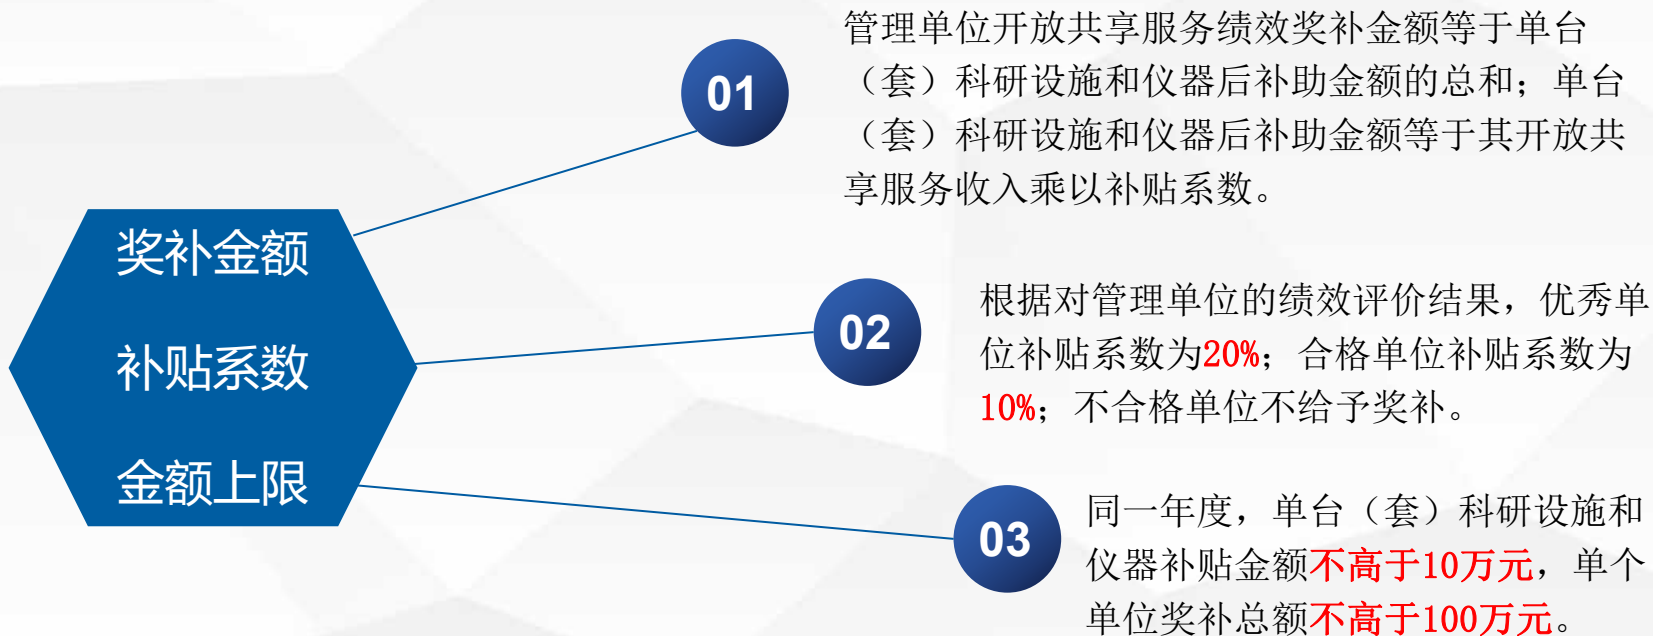 奖补金额
补贴系数
金额上限
01
管理单位开放共享服务绩效奖补金额等于单台
（套）科研设施和仪器后补助金额的总和；单台
（套）科研设施和仪器后补助金额等于其开放共
享服务收入乘以补贴系数。
02
根据对管理单位的绩效评价结果，优秀单
位补贴系数为20%；合格单位补贴系数为
10%；不合格单位不给予奖补。
03
同一年度，单台（套）科研设施和
仪器补贴金额不高于10万元，单个
单位奖补总额不高于100万元。